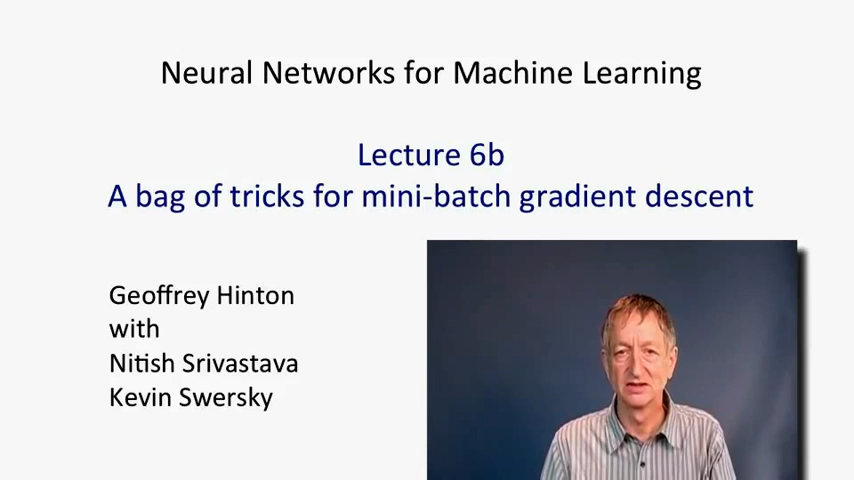 Neural Networks for Machine Learning
Lecture 6b
A bag of tricks for mini-batch gradient descent
Geoffrey Hinton
with
Nitish Srivastava
Kevin Swersky